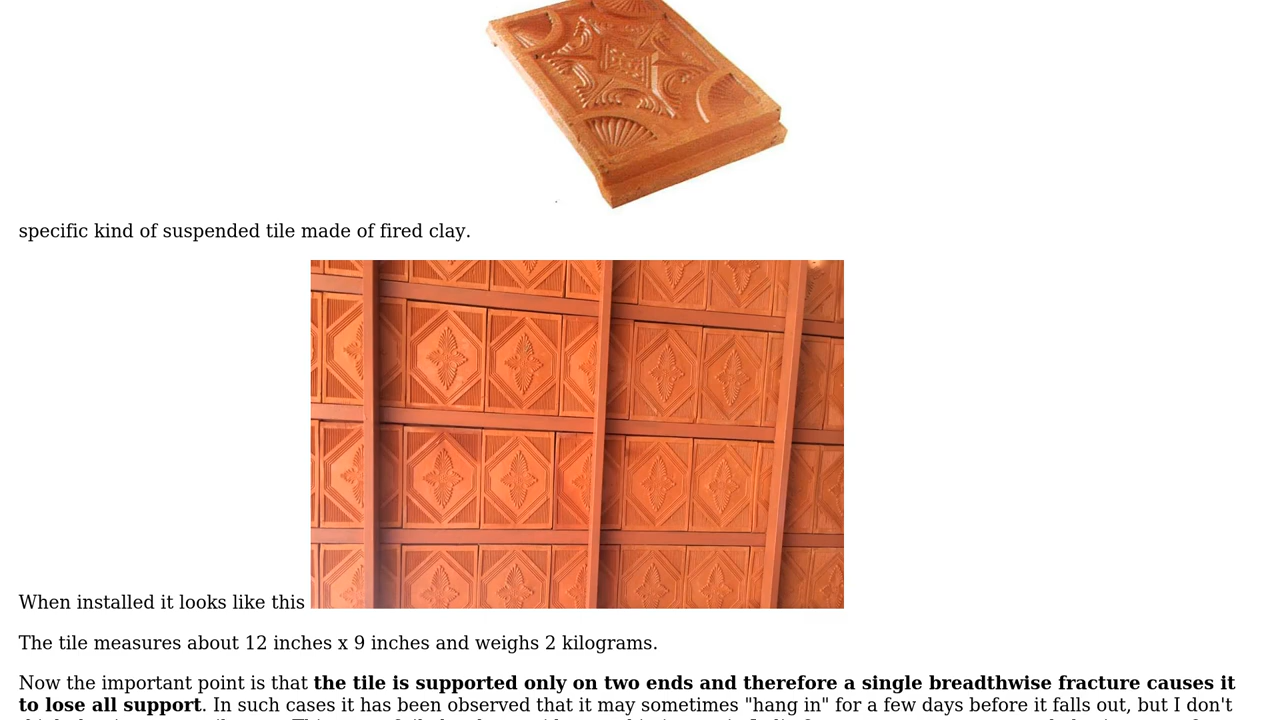 specific kind of suspended tile made of fired clay.
When installed it looks like this
The tile measures about 12 inches x 9 inches and weighs 2 kilograms.
Now the important point is that the tile is supported only on two ends and therefore a single breadthwise fracture causes it
to lose all support. In such cases it has been observed that it may sometimes "hang in" for a few days before it falls out, but I don't